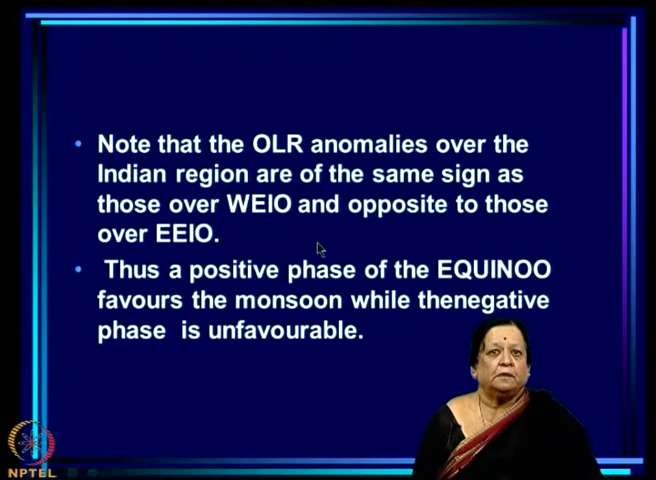 • Note that the OLR anomalies over the
Indian region are of the same sign as
those over WEIO and opposite to those
over EEIO.
• Thus a positive phase of the EQUINOO
favours the monsoon while thenegative
phase is unfavourable.
NPTEL